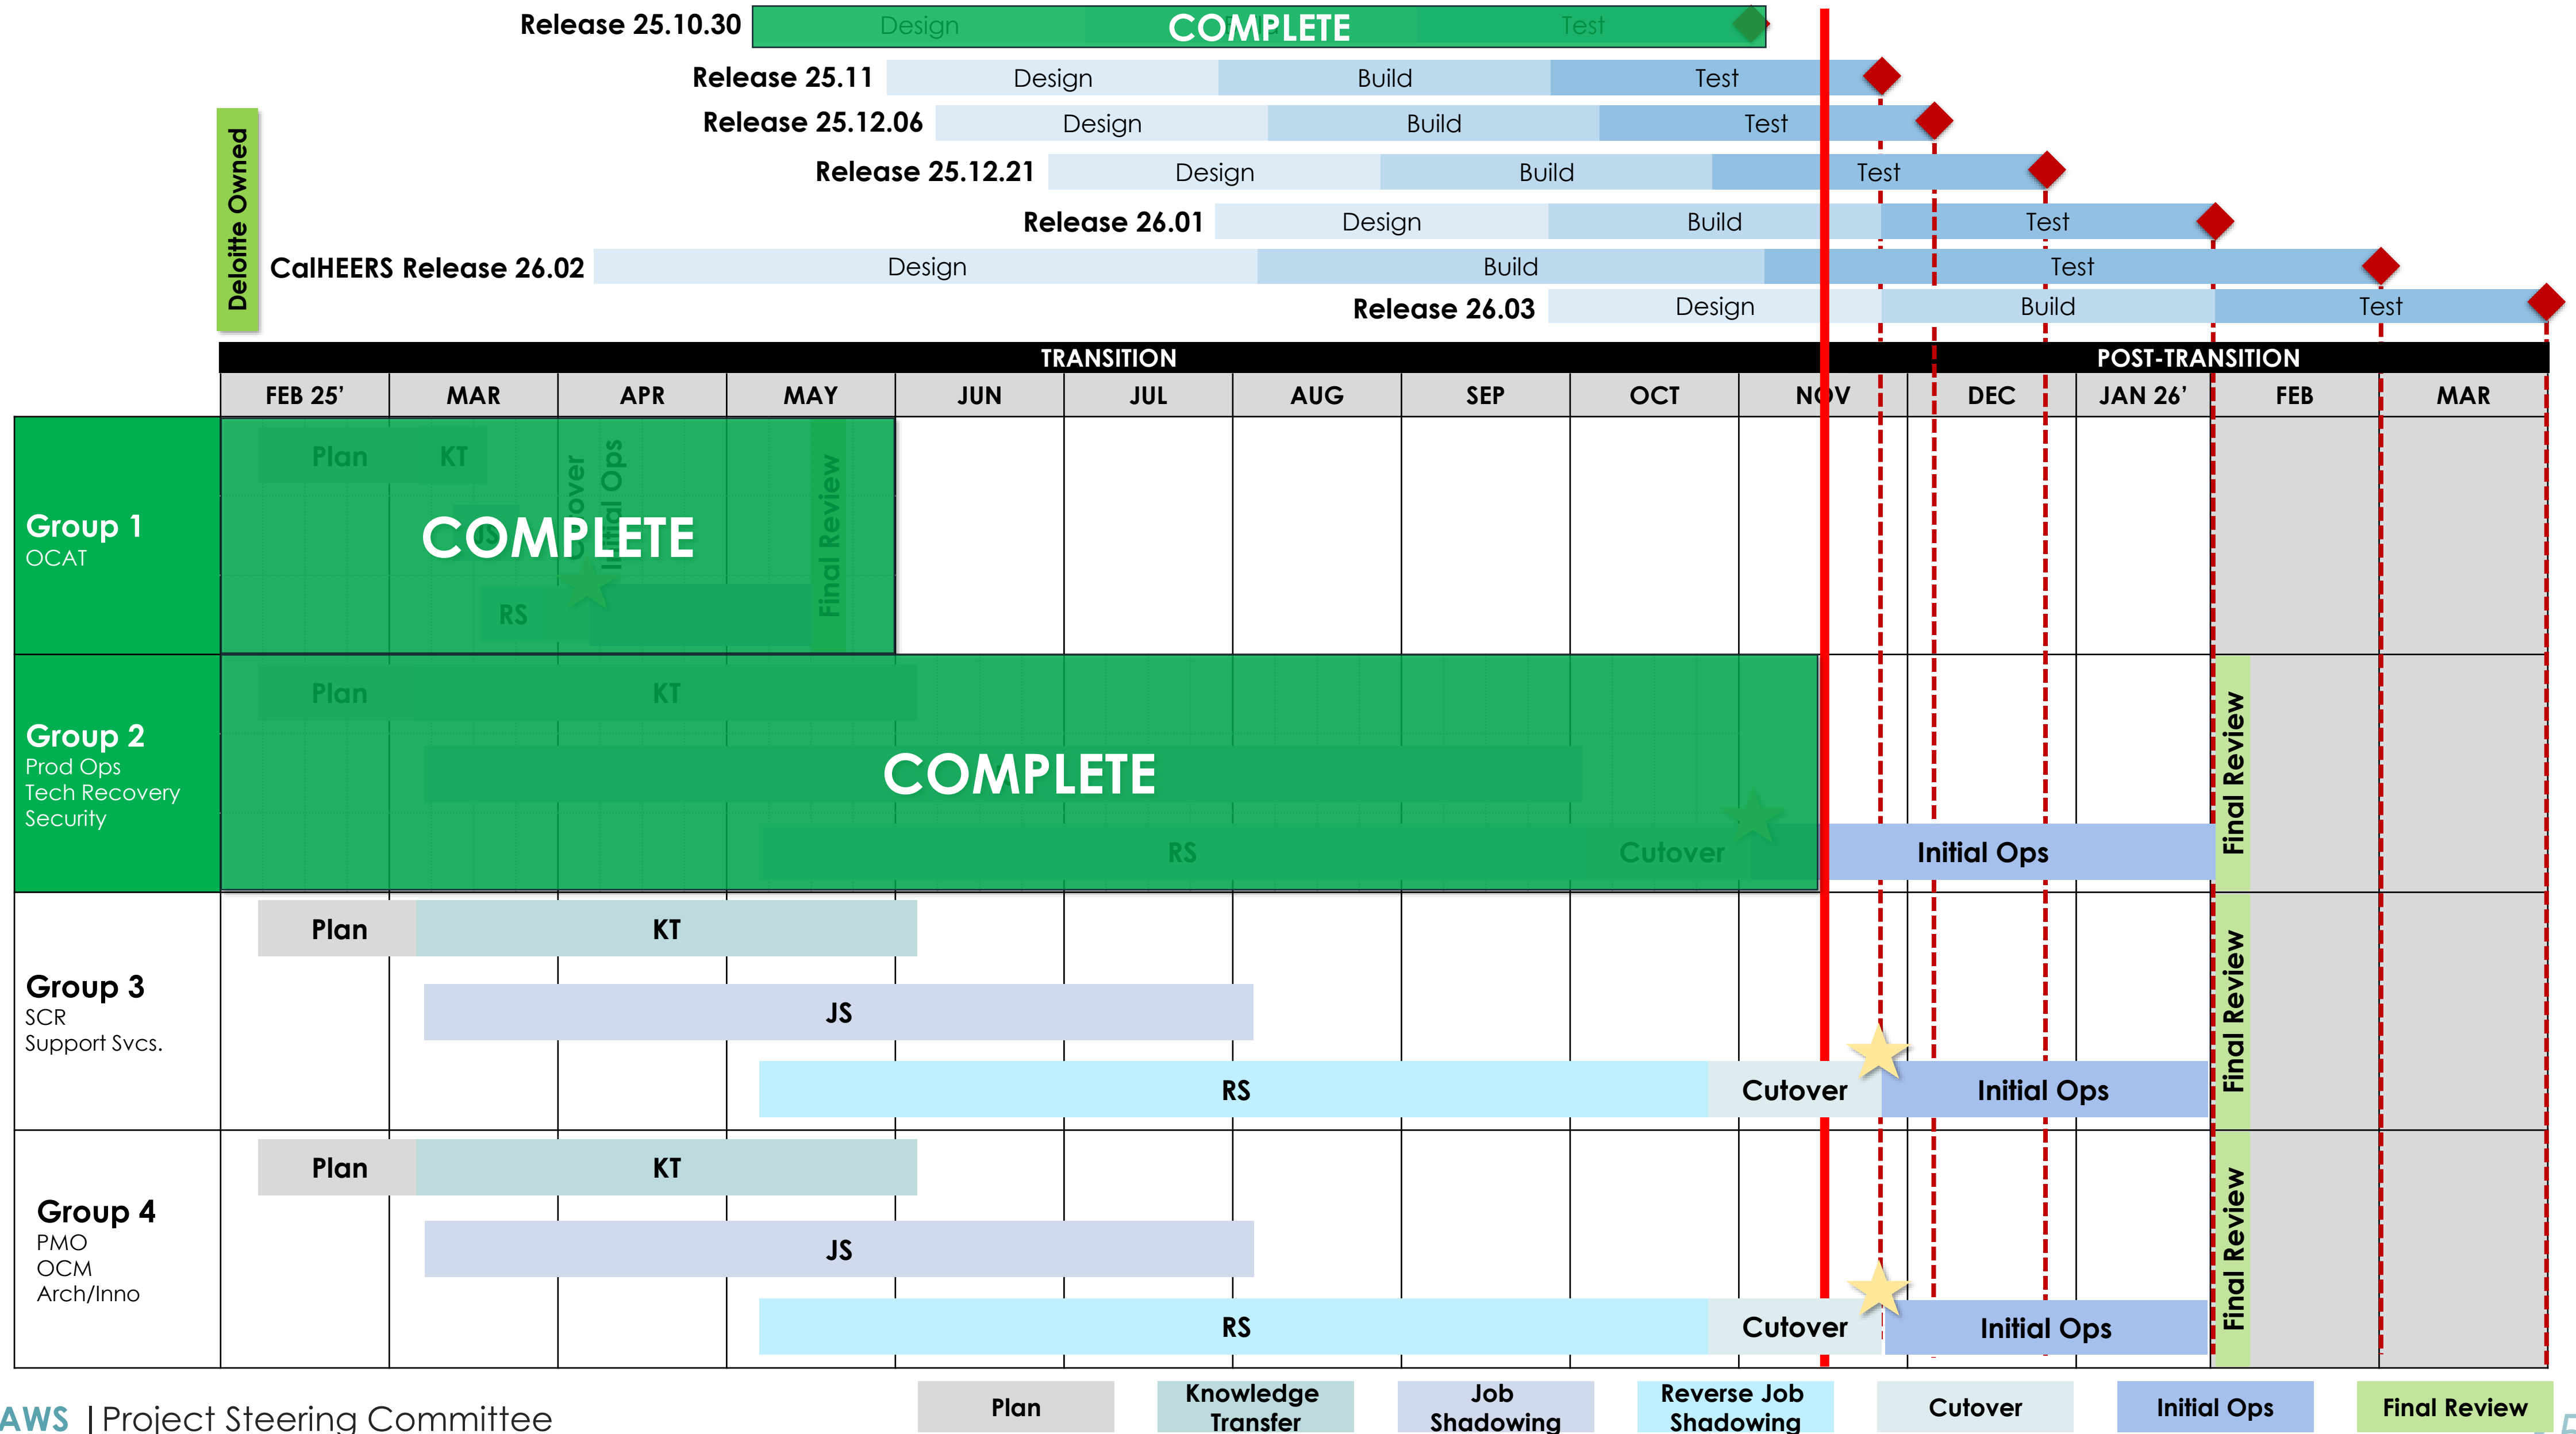 Release 25.10.30 Design COMPLETE Test
Release 25.11 Design Build Test
Release 25.12.06 Design Build Test
Release 25.12.21 Design Build Test
Release 26.01 Design Build Test
CalHEERS Release 26.02 Design Build Test
Release 26.03 Design Build Test
Deloitte Owned
TRANSITION POST-TRANSITION
FEB 25’ MAR APR MAY JUN JUL AUG SEP OCT NOV DEC JAN 26’ FEB MAR
Group 1
OCAT
Plan KT
JS
RS
Initial Ops
Final Review
COMPLETE
Group 2
Prod Ops
Tech Recovery
Security
Plan KT
COMPLETE
RS Cutover Initial Ops
Final Review
Group 3
SCR
Support Svcs.
Plan KT
JS
RS Cutover Initial Ops
Final Review
Group 4
PMO
OCM
Arch/Inno
Plan KT
JS
RS Cutover Initial Ops
Final Review
Plan
Knowledge
Transfer
Job
Shadowing
Reverse Job
Shadowing
Cutover
Initial Ops
Final Review
AWS | Project Steering Committee